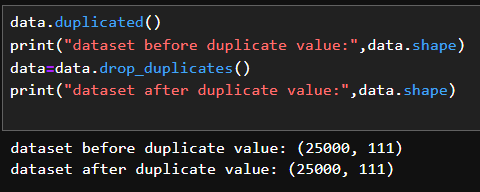 data.duplicated()
print("dataset before duplicate value:",data.shape)
data=data.drop_duplicates()
print("dataset after duplicate value:",data.shape)
dataset before duplicate value: (25000, 111)
dataset after duplicate value: (25000, 111)